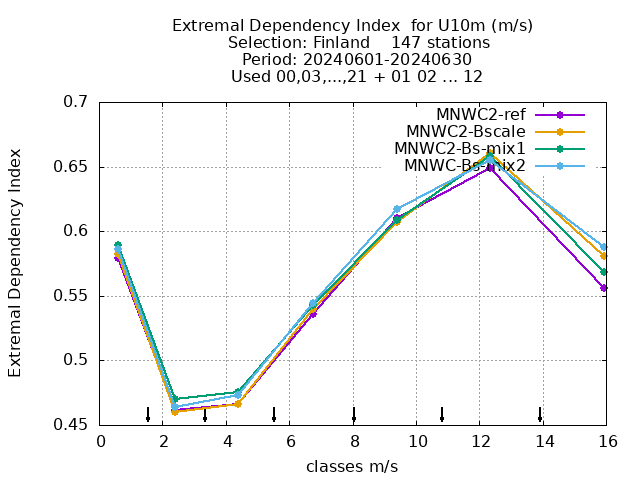 Extremal Dependency Index  for U10m (m/s)
Selection: Finland    147 stations
Period: 20240601-20240630
Used 00,03,...,21 + 01 02 ... 12
Extremal Dependency Index
0.7
0.65
0.6
0.55
0.5
0.45
MNWC2-ref
MNWC2-Bscale
MNWC2-Bs-mix1
MNWC-Bs-mix2
0 2 4 6 8 10 12 14 16
classes m/s